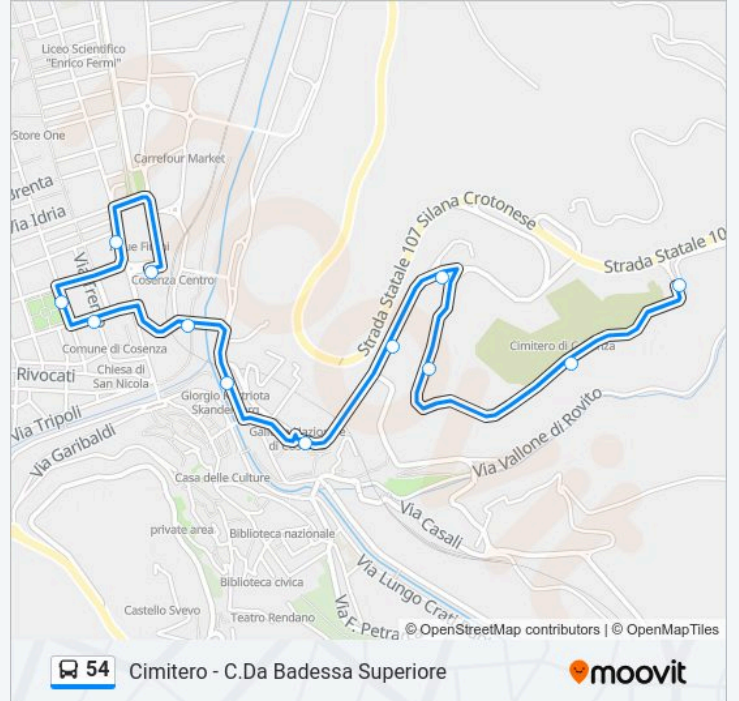 Liceo Scientifico
"Enrico Fermi"
Store One
Carrefour Market
Brenta
Via Idria
Strada Statale 107 Silana Crotonese
Strada Statale 10
Cosenza Centro
Comune di Cosenza
Cimitero di Cosenza
Rivocati
Chiesa di
San Nicola
Via Tripoli
Via Garibaldi
Via Vallone di Rovito
Casa delle Culture
Via Casali
private area
Biblioteca nazionale
Biblioteca civica
Via Lungo Crati
Castello Svevo
Teatro Rendano
Via F. Petra
© OpenStreetMap contributors | © OpenMapTiles
54 Cimitero - C.Da Badessa Superiore
moovit